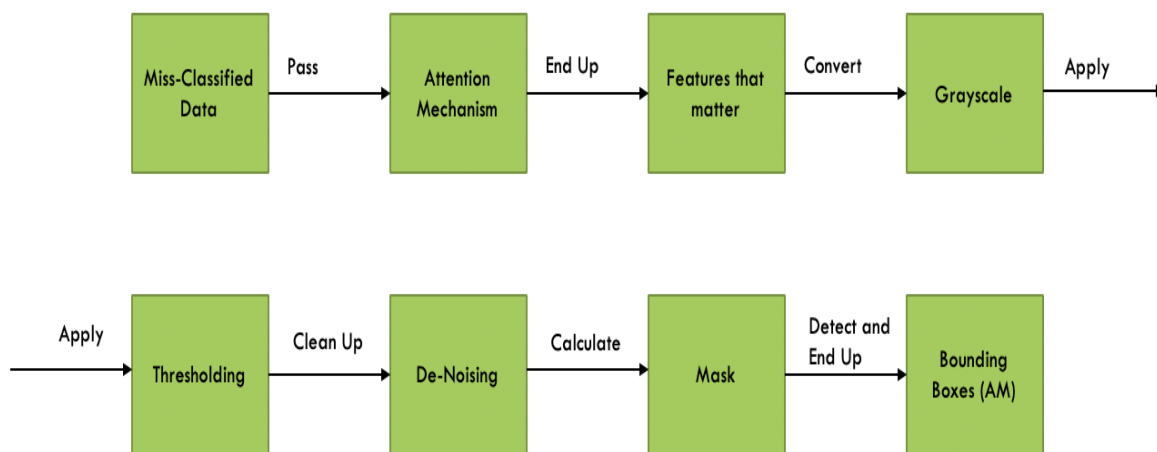 Miss-Classified
Data
Pass
Attention
Mechanism
End Up
Features that
matter
Convert
Grayscale
Apply
Apply
Thresholding
Clean Up
De-Noising
Calculate
Mask
Detect and
End Up
Bounding
Boxes (AM)